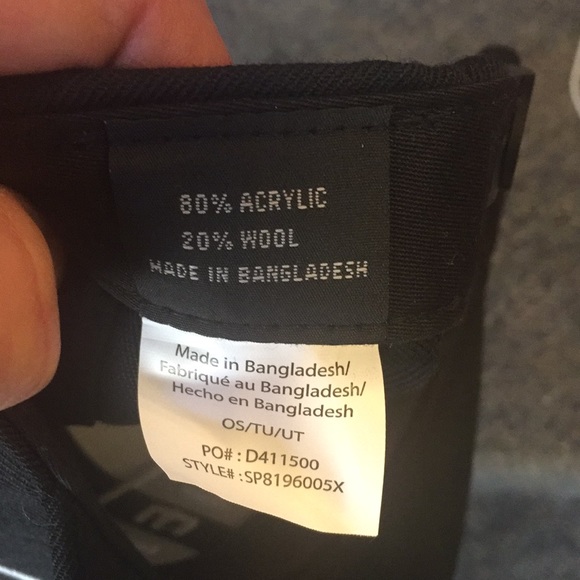 80% ACRYLIC
20% WOOL
MADE IN BANGLADESH
Made in Bangladesh/
Fabriqué au Bangladesh/
Hecho en Bangladesh
OS/TU/UT
PO# : D411500
STYLE# :SP8196005X